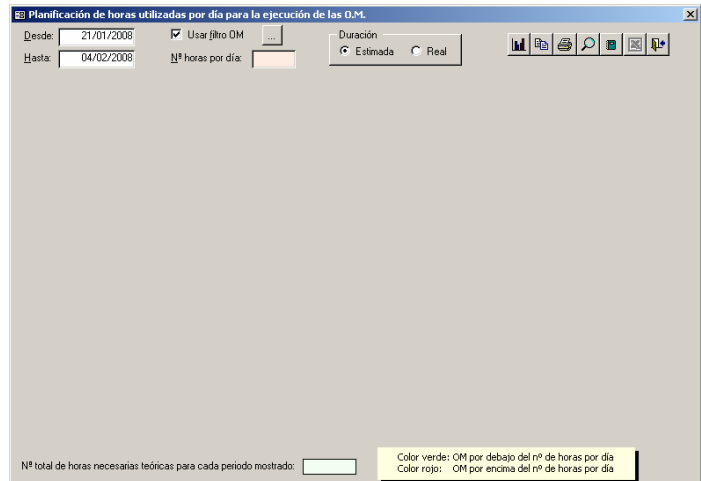 Planificación de horas utilizadas por día para la ejecución de las O.M.
Desde: 21/01/2008 Usar filtro OM ... Duración
Estimada Real
Hasta: 04/02/2008 Nº horas por día:
Nº total de horas necesarias teóricas para cada periodo mostrado:
Color verde: OM por debajo del nº de horas por día
Color rojo: OM por encima del nº de horas por día